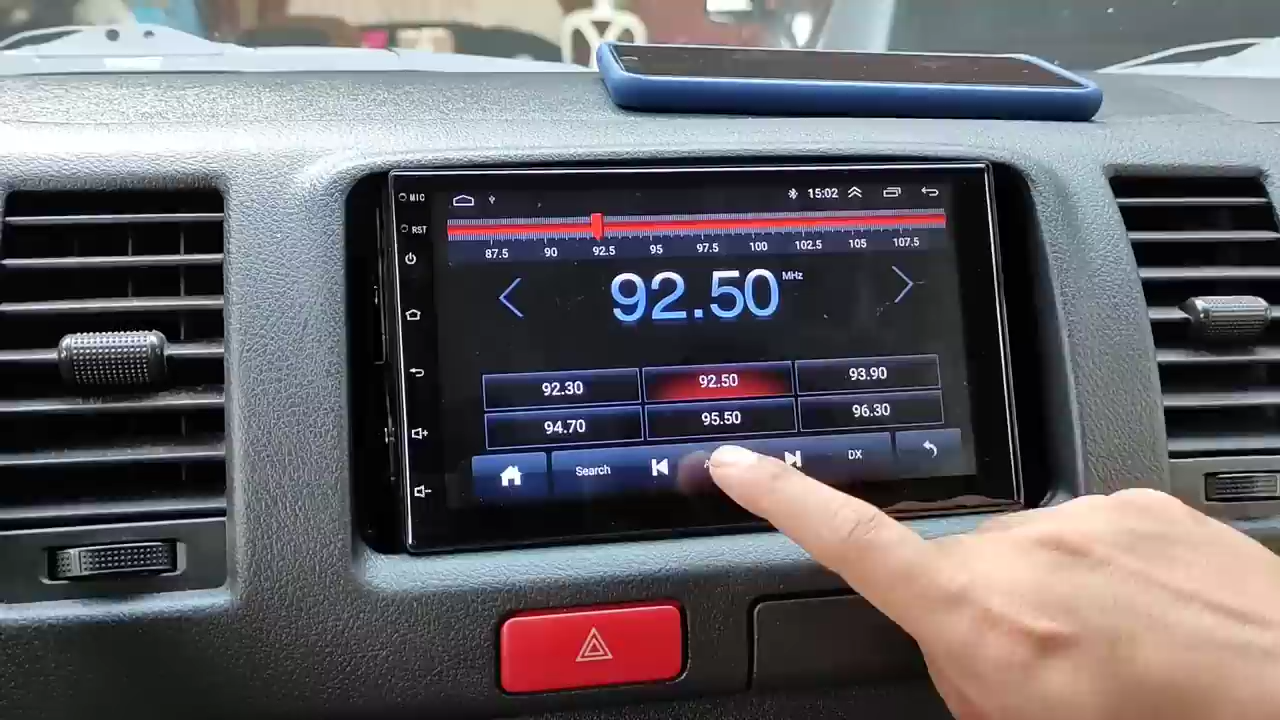 MIC
15:02
RST
87.5 90 92.5 95 97.5 100 102.5 105 107.5
92.50 MHz
92.30 92.50 93.90
94.70 95.50 96.30
Search DX